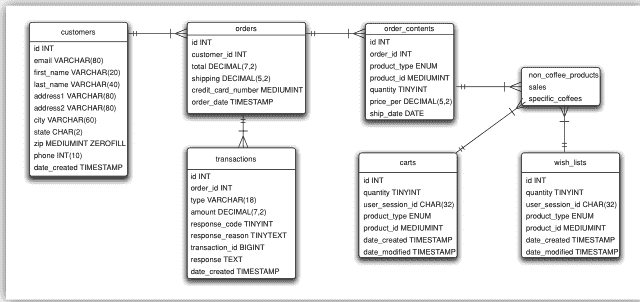 customers
id INT
email VARCHAR(80)
first_name VARCHAR(20)
last_name VARCHAR(40)
address1 VARCHAR(80)
address2 VARCHAR(80)
city VARCHAR(60)
state CHAR(2)
zip MEDIUMINT ZEROFILL
phone INT(10)
date_created TIMESTAMP
orders
id INT
customer_id INT
total DECIMAL(7,2)
shipping DECIMAL(5,2)
credit_card_number MEDIUMINT
order_date TIMESTAMP
order_contents
id INT
order_id INT
product_type ENUM
product_id MEDIUMINT
quantity TINYINT
price_per DECIMAL(5,2)
ship_date DATE
non_coffee_products
sales
specific_coffees
transactions
id INT
order_id INT
type VARCHAR(18)
amount DECIMAL(7,2)
response_code TINYINT
response_reason TINYTEXT
transaction_id BIGINT
response TEXT
date_created TIMESTAMP
carts
id INT
quantity TINYINT
user_session_id CHAR(32)
product_type ENUM
product_id MEDIUMINT
date_created TIMESTAMP
date_modified TIMESTAMP
wish_lists
id INT
quantity TINYINT
user_session_id CHAR(32)
product_type ENUM
product_id MEDIUMINT
date_created TIMESTAMP
date_modified TIMESTAMP